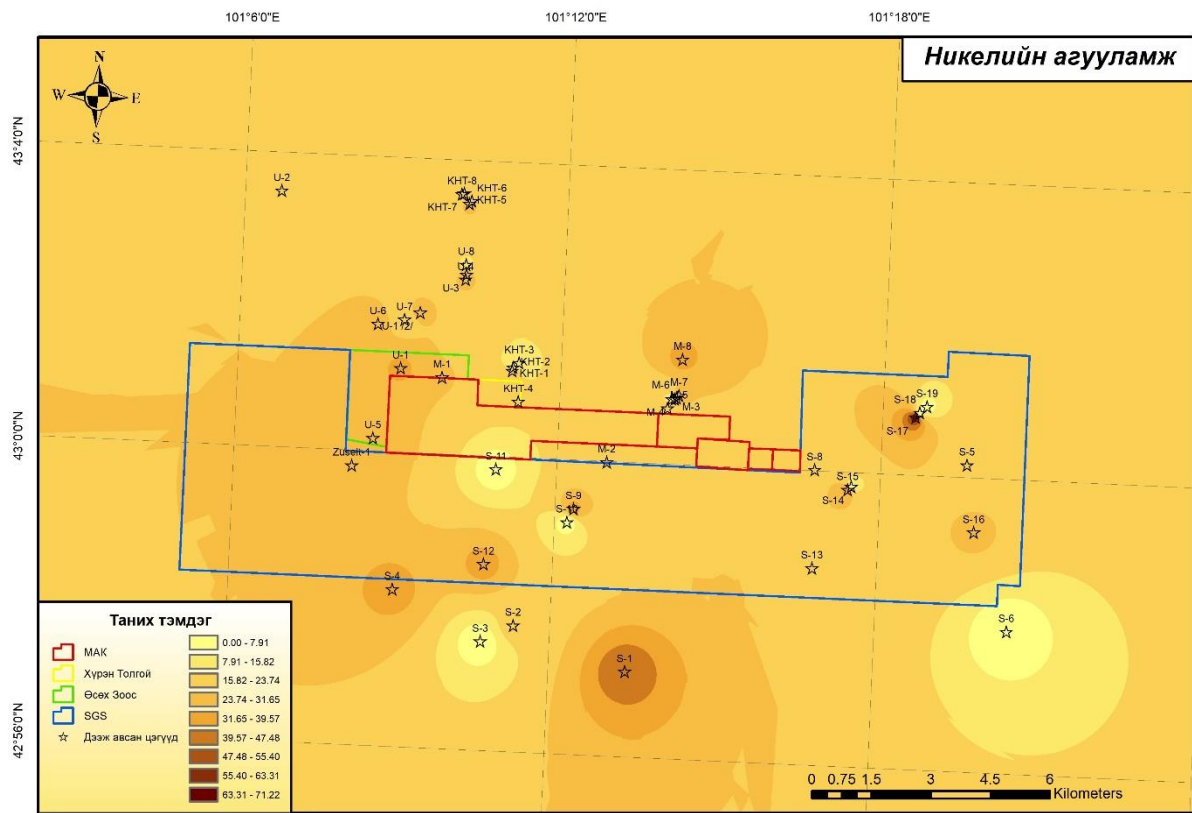 101°6'0"E
101°12'0"E
101°18'0"E
Никелийн агууламж
N
W
E
S
43°4'0"N
43°0'0"N
42°56'0"N
U-2
KHT-8
KHT-6
KHT-5
KHT-7
U-8
U-3
U-7
U-6
U-1 /2/
U-1
M-1
KHT-3
KHT-2
KHT-1
KHT-4
M-8
M-7
M-6
M-3
S-19
S-18
S-17
U-5
Zuselt-1
S-11
M-2
S-8
S-5
S-15
S-14
S-9
S-16
S-12
S-13
S-4
S-2
S-3
S-6
S-1
Таних тэмдэг
МАК
Хүрэн Толгой
Өсөх Зоос
SGS
Дээж авсан цэгүүд
0.00 - 7.91
7.91 - 15.82
15.82 - 23.74
23.74 - 31.65
31.65 - 39.57
39.57 - 47.48
47.48 - 55.40
55.40 - 63.31
63.31 - 71.22
0 0.75 1.5 3 4.5 6
Kilometers